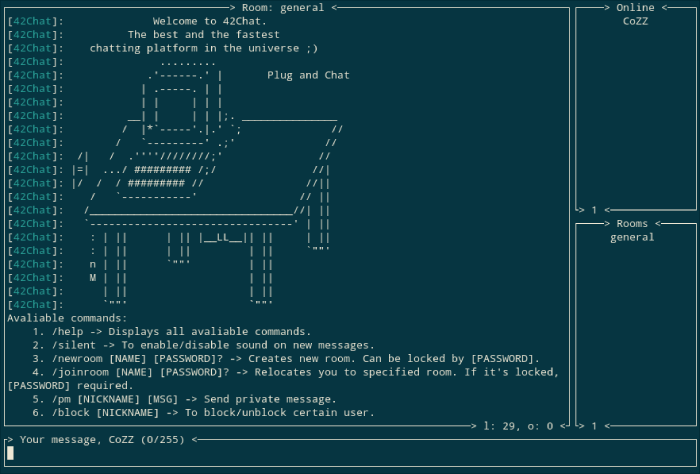 > Room: general <
[42Chat]: Welcome to 42Chat.
[42Chat]: The best and the fastest
[42Chat]: chatting platform in the universe ;)
[42Chat]: .........
[42Chat]: .'------.' | Plug and Chat
[42Chat]: | .-----. | |
[42Chat]: | | | | |
[42Chat]: __| | | | |;. _______________
[42Chat]: / |*`-----'.|.' `; //
[42Chat]: / `---------' .;' //
[42Chat]: /| / .''''////////;' //
[42Chat]: |=| .../ ######### /;/ //|
[42Chat]: |/ / / ######### // //||
[42Chat]: / `-----------' // ||
[42Chat]: /________________________________//| ||
[42Chat]: `--------------------------------' | ||
[42Chat]: : | || | || |__LL__|| || | ||
[42Chat]: : | || | || | || `""'
[42Chat]: n | || `""' | ||
[42Chat]: M | || | ||
[42Chat]: | || | ||
[42Chat]: `""' `""'
Avaliable commands:
1. /help -> Displays all avaliable commands.
2. /silent -> To enable/disable sound on new messages.
3. /newroom [NAME] [PASSWORD]? -> Creates new room. Can be locked by [PASSWORD].
4. /joinroom [NAME] [PASSWORD]? -> Relocates you to specified room. If it's locked,
[PASSWORD] required.
5. /pm [NICKNAME] [MSG] -> Send private message.
6. /block [NICKNAME] -> To block/unblock certain user.
> l: 29, o: 0 <
> Online <
CoZZ
> 1 <
> Rooms <
general
> 1 <
> Your message, CoZZ (0/255) <